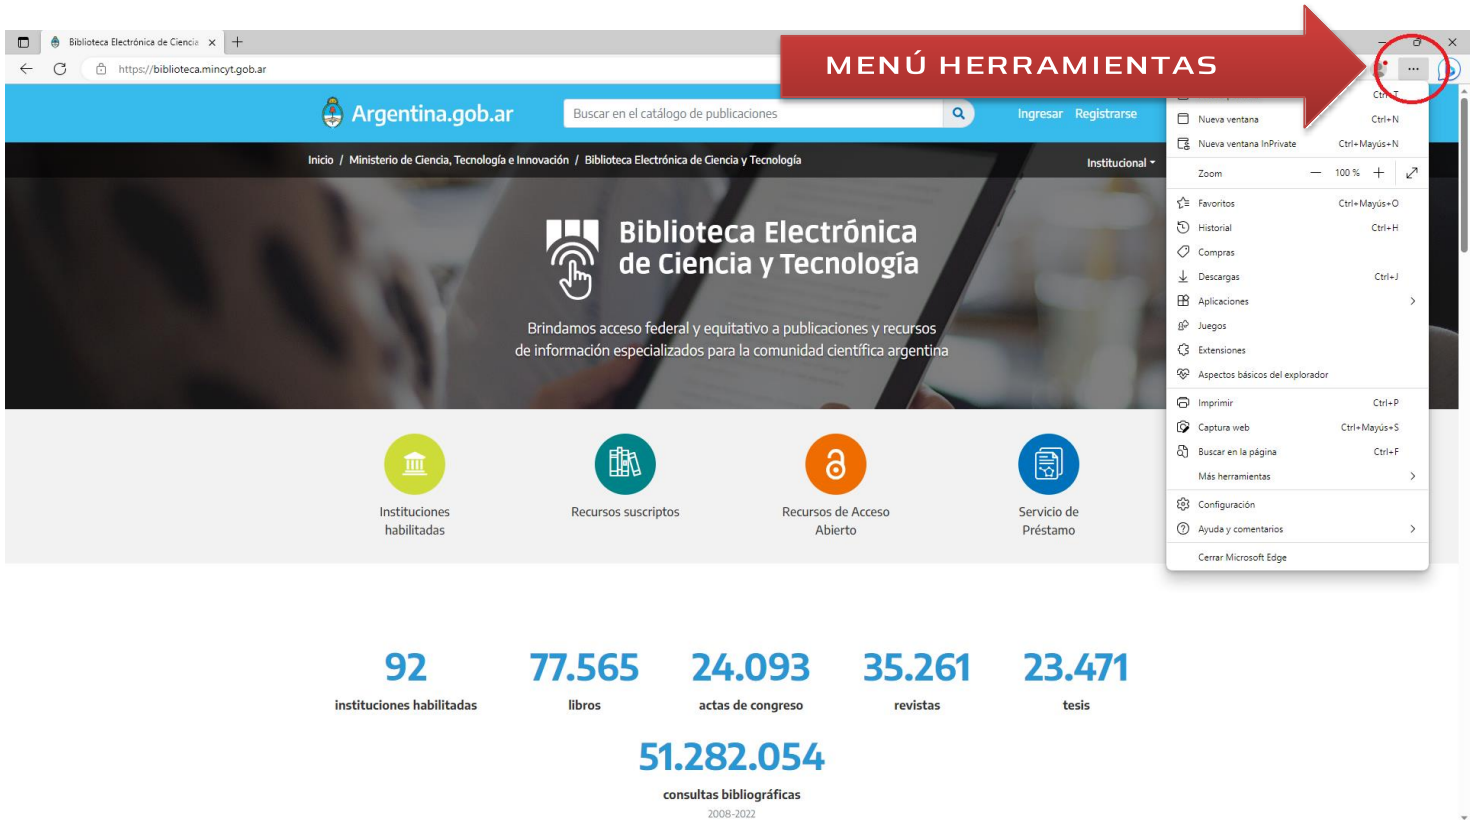 MENÚ HERRAMIENTAS
Biblioteca Electrónica de Ciencia
https://biblioteca.mincyt.gob.ar
Argentina.gob.ar
Buscar en el catálogo de publicaciones
Ingresar Registrarse
Inicio / Ministerio de Ciencia, Tecnología e Innovación / Biblioteca Electrónica de Ciencia y Tecnología
Institucional
Biblioteca Electrónica
de Ciencia y Tecnología
Brindamos acceso federal y equitativo a publicaciones y recursos
de información especializados para la comunidad científica argentina
Nueva ventana Ctrl+N
Nueva ventana InPrivate Ctrl+Mayús+N
Zoom — 100 % +
Favoritos Ctrl+Mayús+O
Historial Ctrl+H
Compras
Descargas Ctrl+J
Aplicaciones
Juegos
Extensiones
Aspectos básicos del explorador
Imprimir Ctrl+P
Captura web Ctrl+Mayús+S
Buscar en la página Ctrl+F
Más herramientas
Configuración
Ayuda y comentarios
Cerrar Microsoft Edge
Instituciones
habilitadas
Recursos suscriptos
Recursos de Acceso
Abierto
Servicio de
Préstamo
92
instituciones habilitadas
77.565
libros
24.093
actas de congreso
35.261
revistas
23.471
tesis
51.282.054
consultas bibliográficas
2008-2022